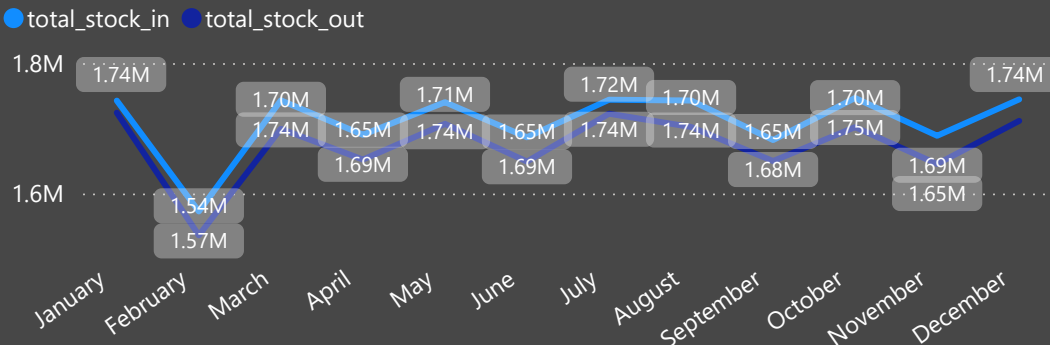 total_stock_in total_stock_out
1.8M
1.6M
1.74M
1.54M
1.57M
1.70M
1.74M
1.65M
1.69M
1.71M
1.74M
1.65M
1.69M
1.72M
1.74M
1.70M
1.74M
1.65M
1.68M
1.70M
1.75M
1.69M
1.65M
1.74M
January
February
March
April
May
June
July
August
September
October
November
December